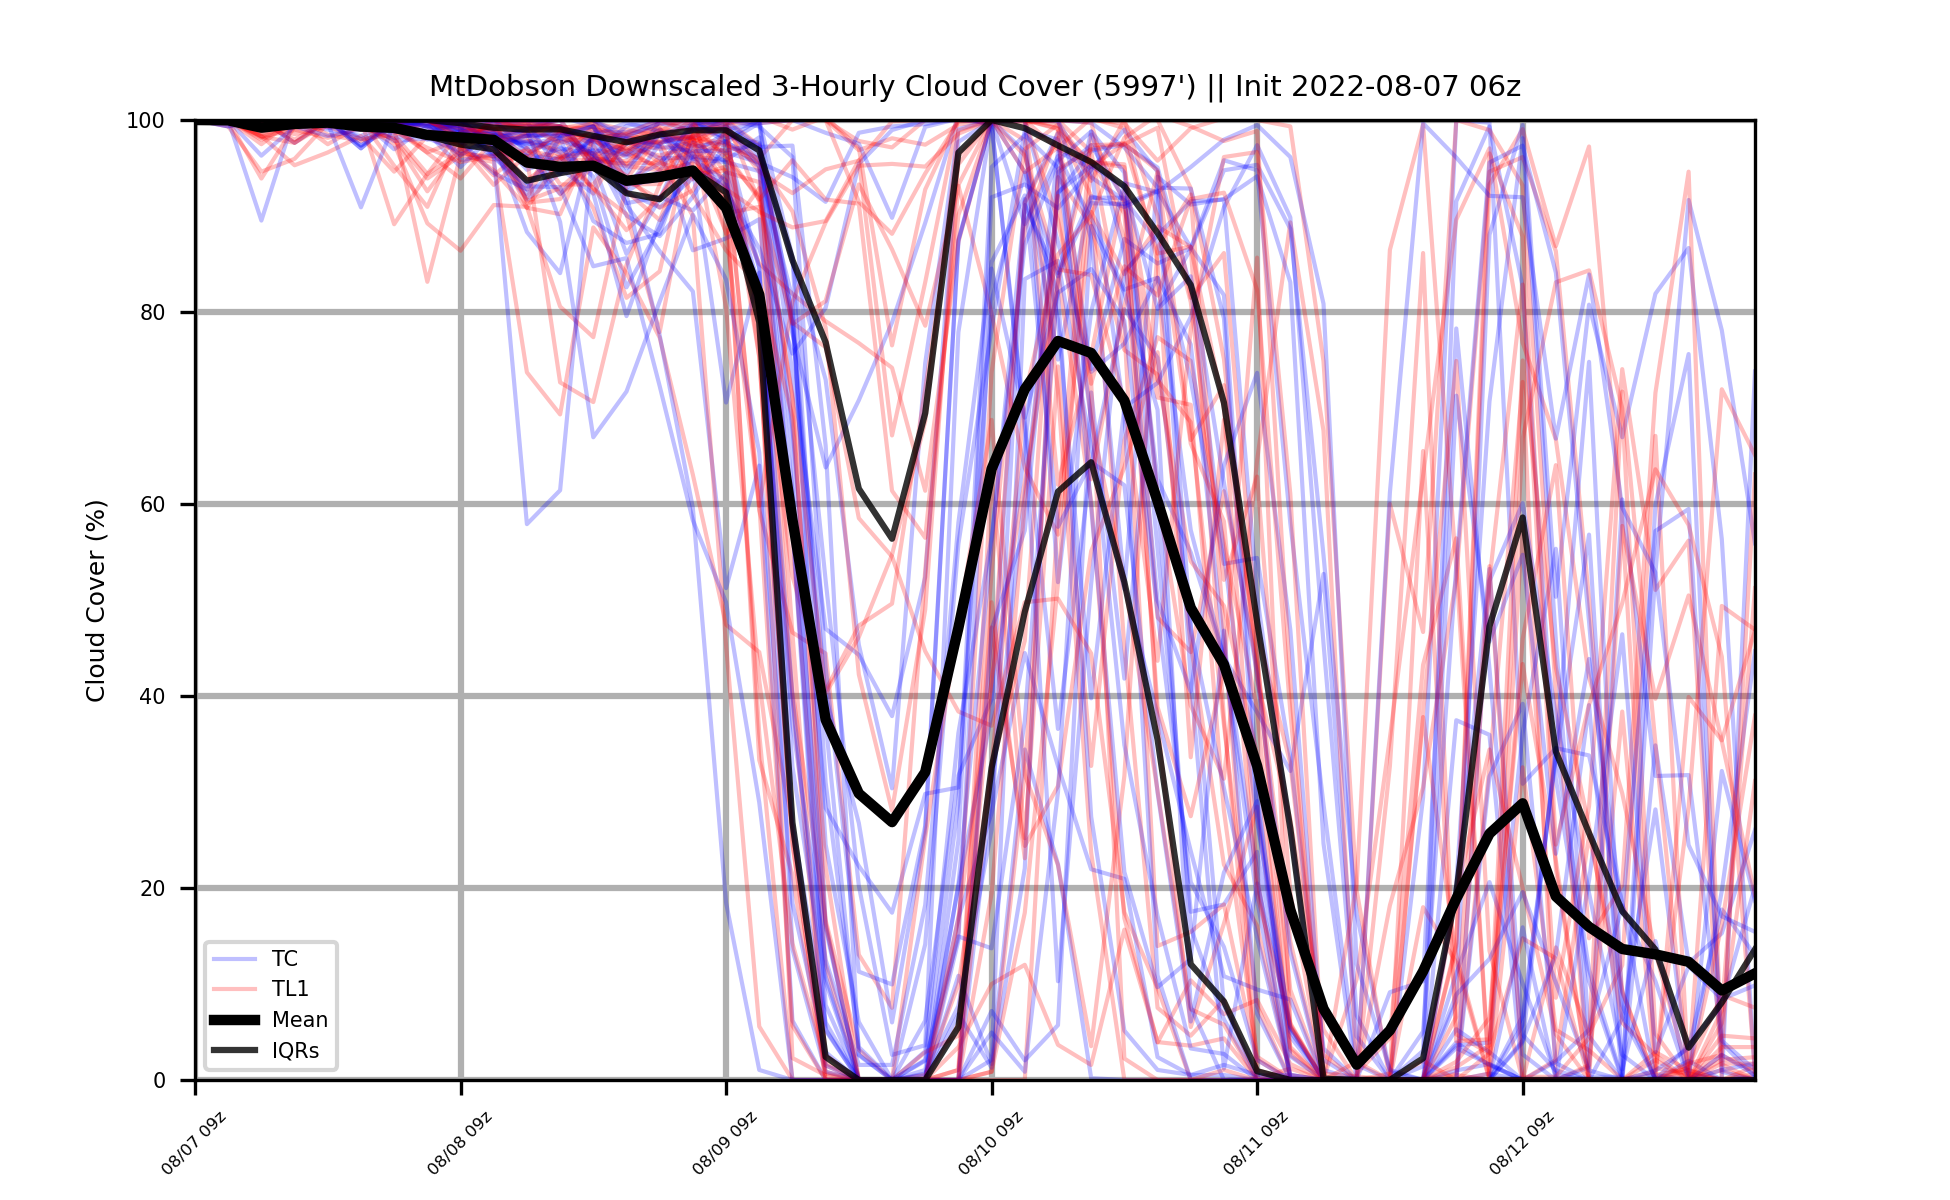 MtDobson Downscaled 3-Hourly Cloud Cover (5997') || Init 2022-08-07 06z
Cloud Cover (%)
100
80
60
40
20
0
TC
TL1
Mean
IQRs
08/07 09z
08/08 09z
08/09 09z
08/10 09z
08/11 09z
08/12 09z